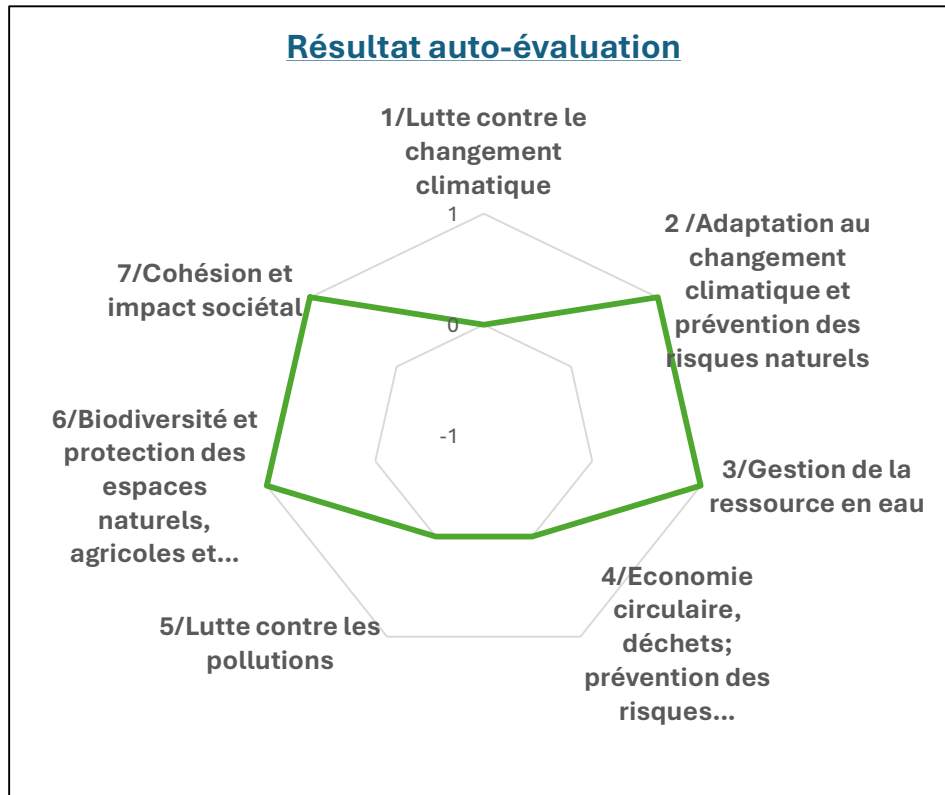 Résultat auto-évaluation
1/Lutte contre le
changement
climatique
2 /Adaptation au
changement
climatique et
prévention des
risques naturels
3/Gestion de la
ressource en eau
4/Economie
circulaire,
déchets;
prévention des
risques...
5/Lutte contre les
pollutions
6/Biodiversité et
protection des
espaces
naturels,
agricoles et...
7/Cohésion et
impact sociétal
1
0
-1